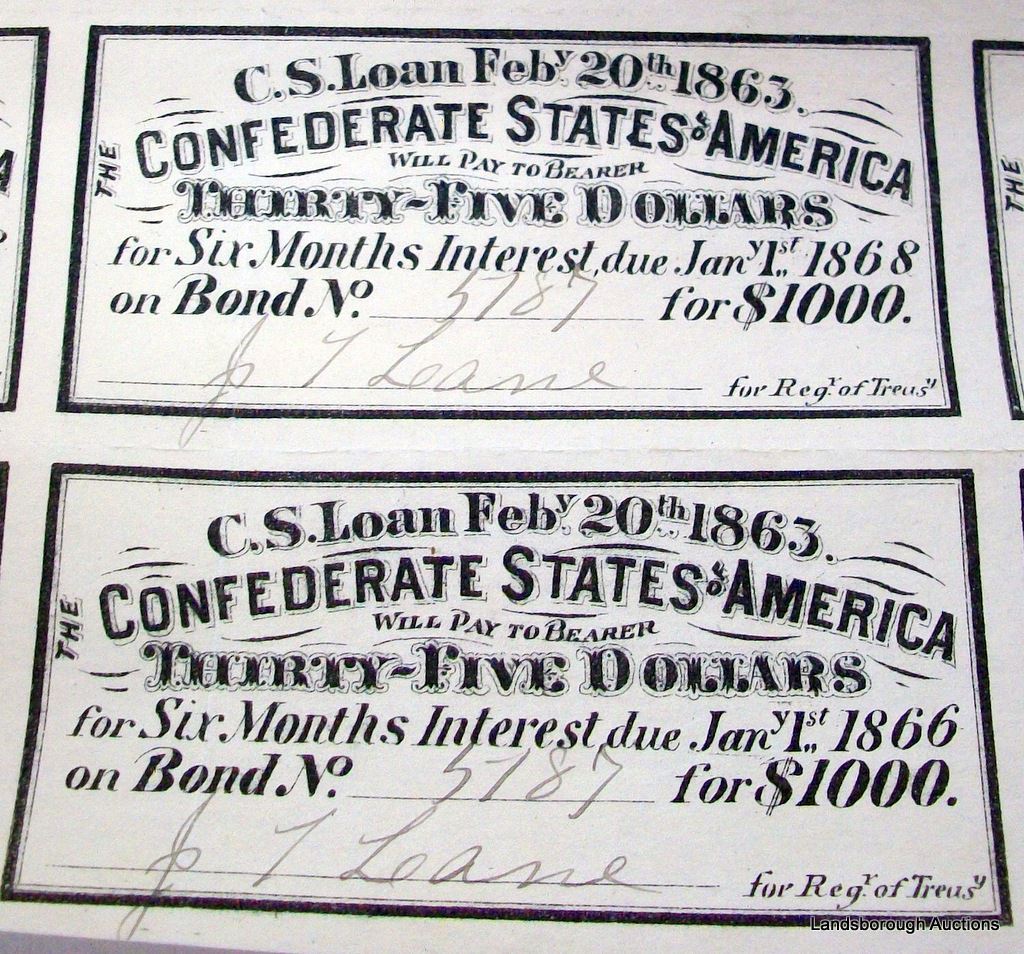 C.S. Loan Feby 20th 1863.
THE CONFEDERATE STATES OF AMERICA
WILL PAY TO BEARER
THIRTY-FIVE DOLLARS
for Six Months Interest, due Jany 1st 1868
on Bond No. 5787 for $1000.
J T Leane for Regr. of Treasy
THE
C.S. Loan Feby 20th 1863.
THE CONFEDERATE STATES OF AMERICA
WILL PAY TO BEARER
THIRTY-FIVE DOLLARS
for Six Months Interest, due Jany 1st 1866
on Bond No. 5787 for $1000.
J T Leane for Regr. of Treasy
Landsborough Auctions